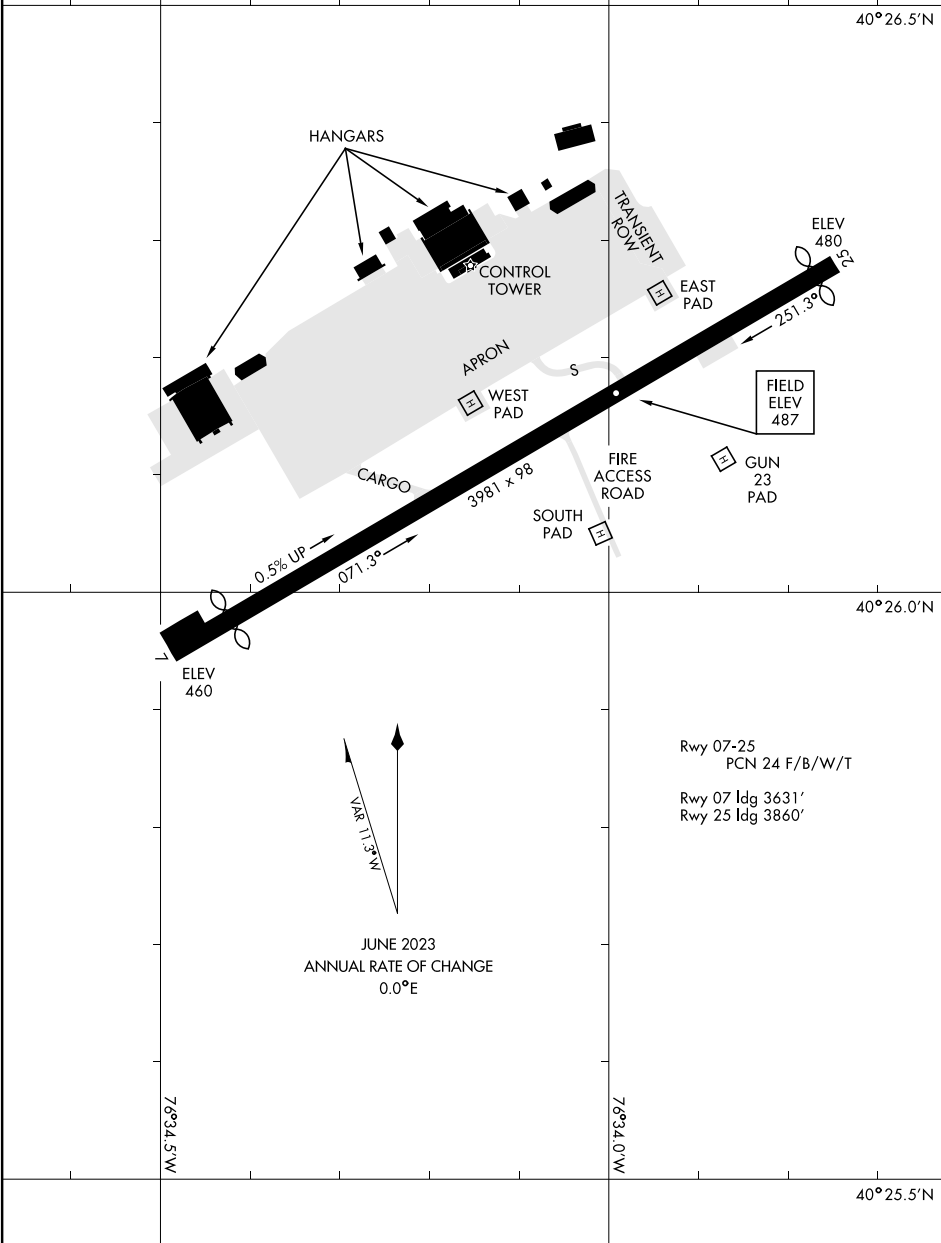 40°26.5'N
HANGARS
TRANSIENT
ROW
ELEV
480
25
CONTROL
TOWER
EAST
PAD
251.3°
APRON
S
WEST
PAD
FIELD
ELEV
487
CARGO
3981 x 98
FIRE
ACCESS
ROAD
GUN
23
PAD
SOUTH
PAD
H
H
H
H
0.5% UP
071.3°
40°26.0'N
7
ELEV
460
VAR 11.3° W
Rwy 07-25
PCN 24 F/B/W/T
Rwy 07 ldg 3631'
Rwy 25 ldg 3860'
JUNE 2023
ANNUAL RATE OF CHANGE
0.0°E
76°34.5'W
76°34.0'W
40°25.5'N